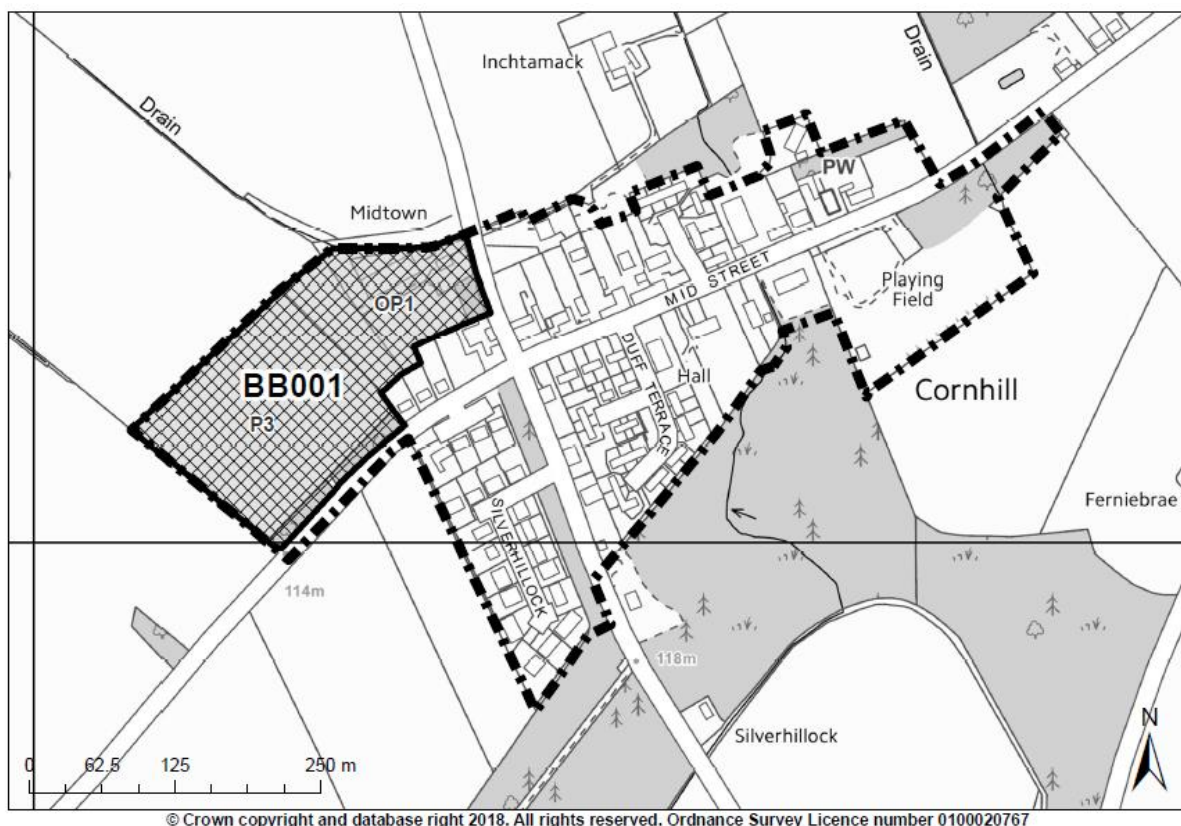 Inchtamack
Drain
Drain
Midtown
PW
OP1
MID STREET
Playing
Field
BB001
P3
DUFF TERRACE
Hall
Cornhill
SILVERHILLOCK
Ferniebrae
114m
118m
Silverhillock
N
0 62.5 125 250 m
© Crown copyright and database right 2018. All rights reserved. Ordnance Survey Licence number 0100020767